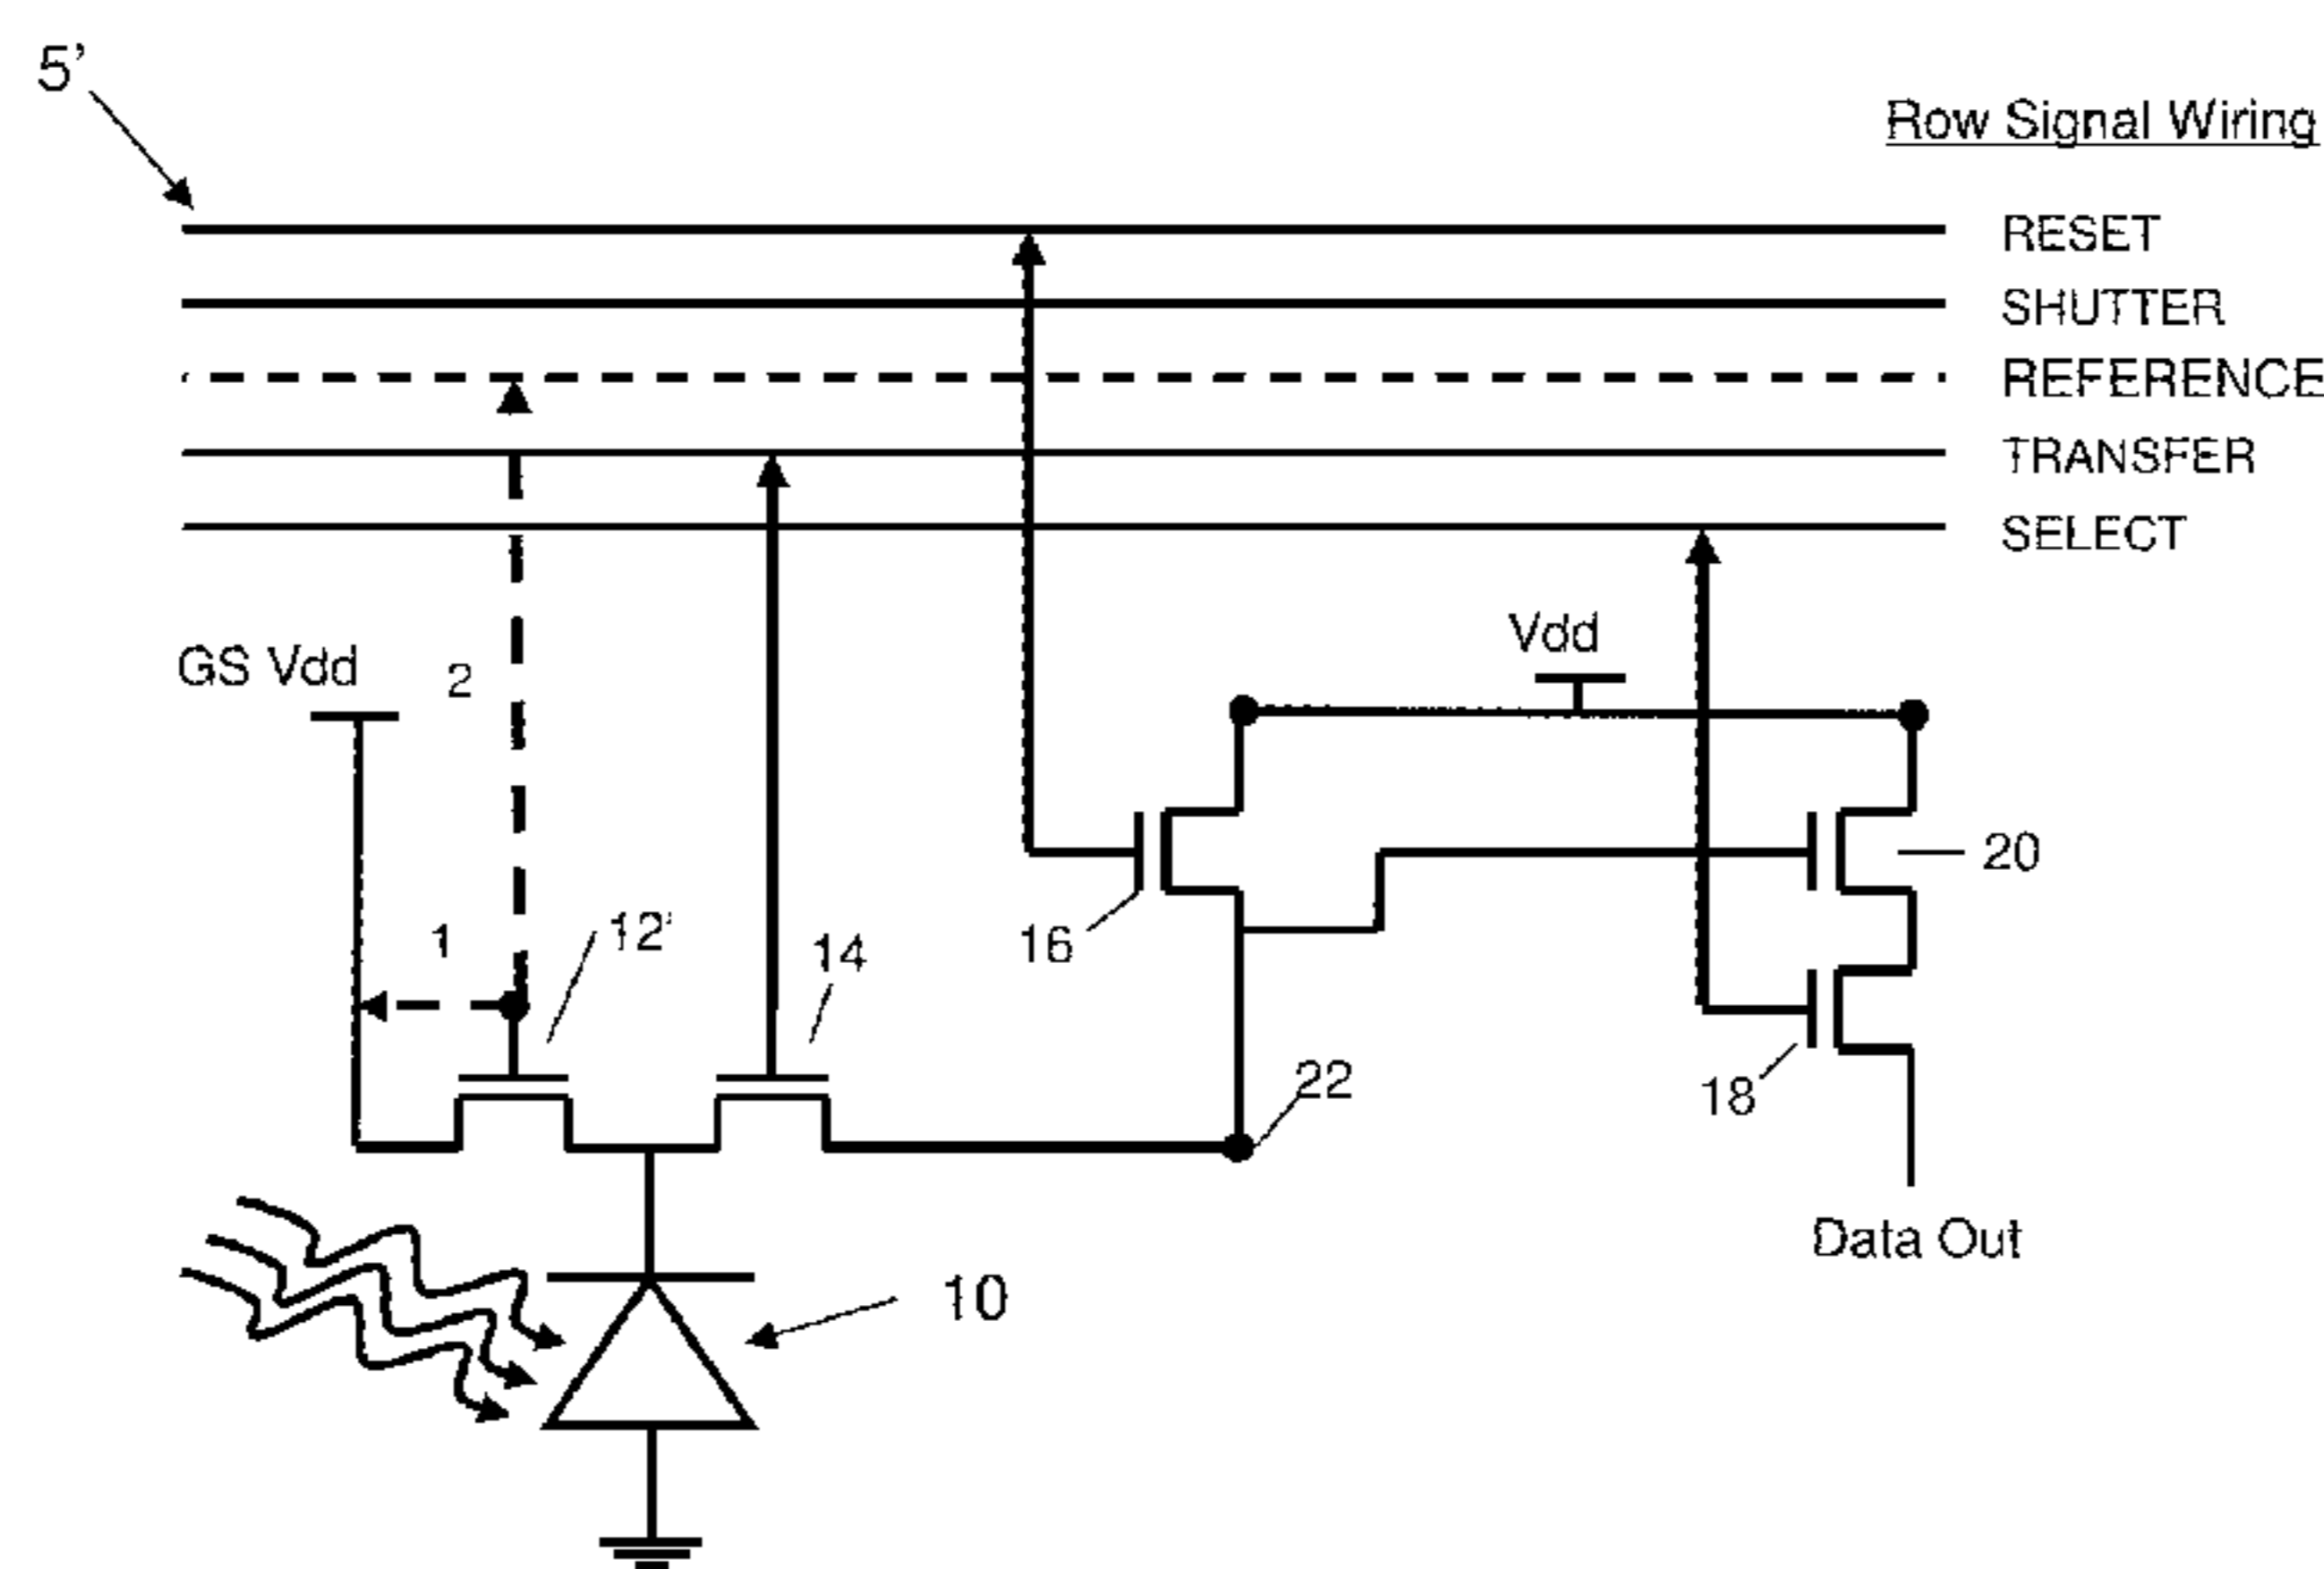 5'
Row Signal Wiring
RESET
SHUTTER
REFERENCE
TRANSFER
SELECT
Vdd
GS Vdd
2
20
1
12'
14
16
22
18
Data Out
10